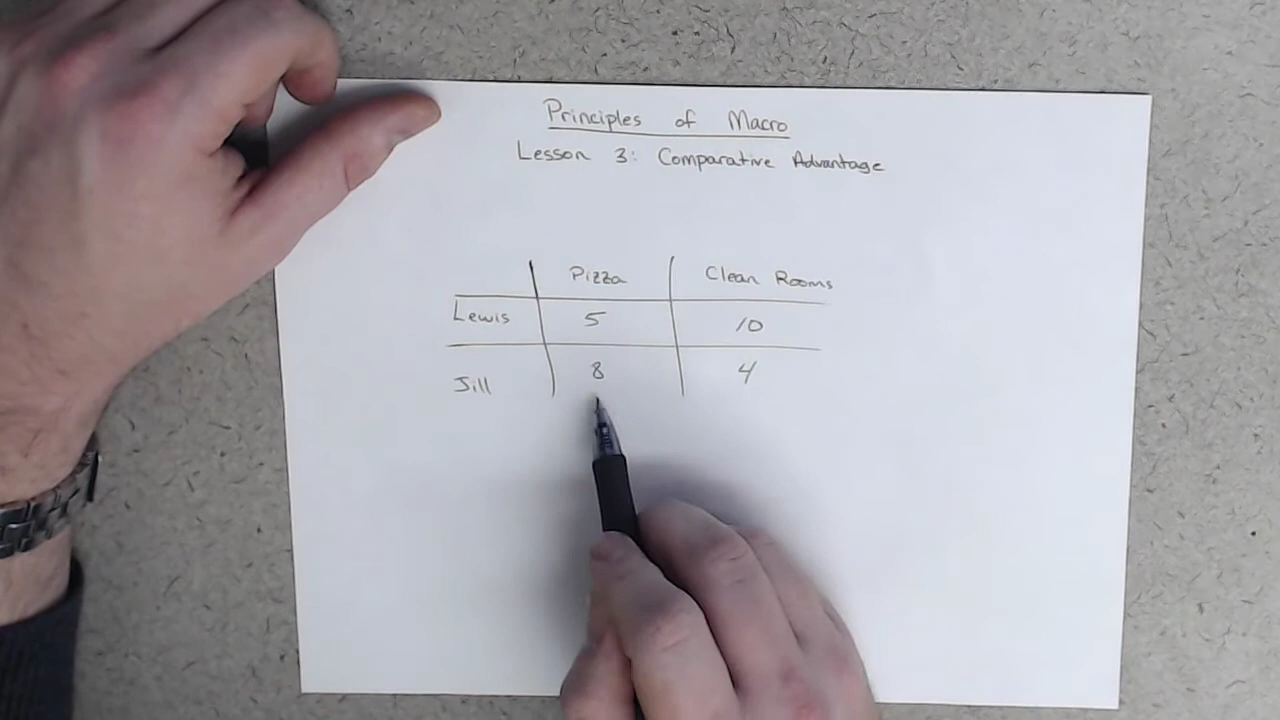 Principles of Macro
Lesson 3: Comparative Advantage
Pizza Clean Rooms
Lewis 5 10
Jill 8 4